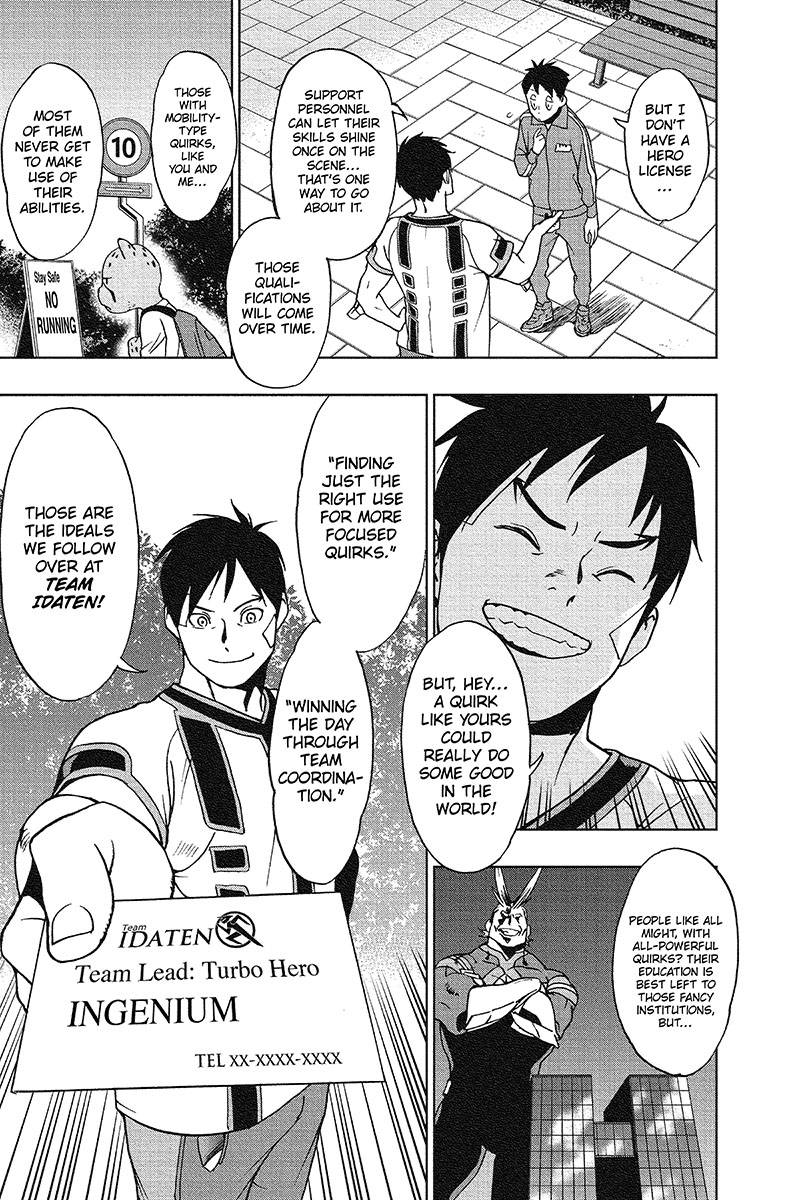 BUT I
DON'T
HAVE A
HERO
LICENSE
...
SUPPORT
PERSONNEL
CAN LET THEIR
SKILLS SHINE
ONCE ON THE
SCENE...
THAT'S ONE
WAY TO GO
ABOUT IT.
THOSE
QUALI-
FICATIONS
WILL COME
OVER TIME.
THOSE
WITH
MOBILITY-
TYPE
QUIRKS,
LIKE
YOU AND
ME...
MOST
OF THEM
NEVER GET
TO MAKE
USE OF
THEIR
ABILITIES.
10
Stay Safe
NO
RUNNING
BUT, HEY...
A QUIRK
LIKE YOURS
COULD
REALLY DO
SOME GOOD
IN THE
WORLD!
PEOPLE LIKE ALL
MIGHT, WITH
ALL-POWERFUL
QUIRKS? THEIR
EDUCATION IS
BEST LEFT TO
THOSE FANCY
INSTITUTIONS,
BUT...
"FINDING
JUST THE
RIGHT USE
FOR MORE
FOCUSED
QUIRKS."
"WINNING
THE DAY
THROUGH
TEAM
COORDINA-
TION."
THOSE ARE
THE IDEALS
WE FOLLOW
OVER AT
TEAM
IDATEN!
Team
IDATEN
Team Lead: Turbo Hero
INGENIUM
TEL XX-XXXX-XXXX